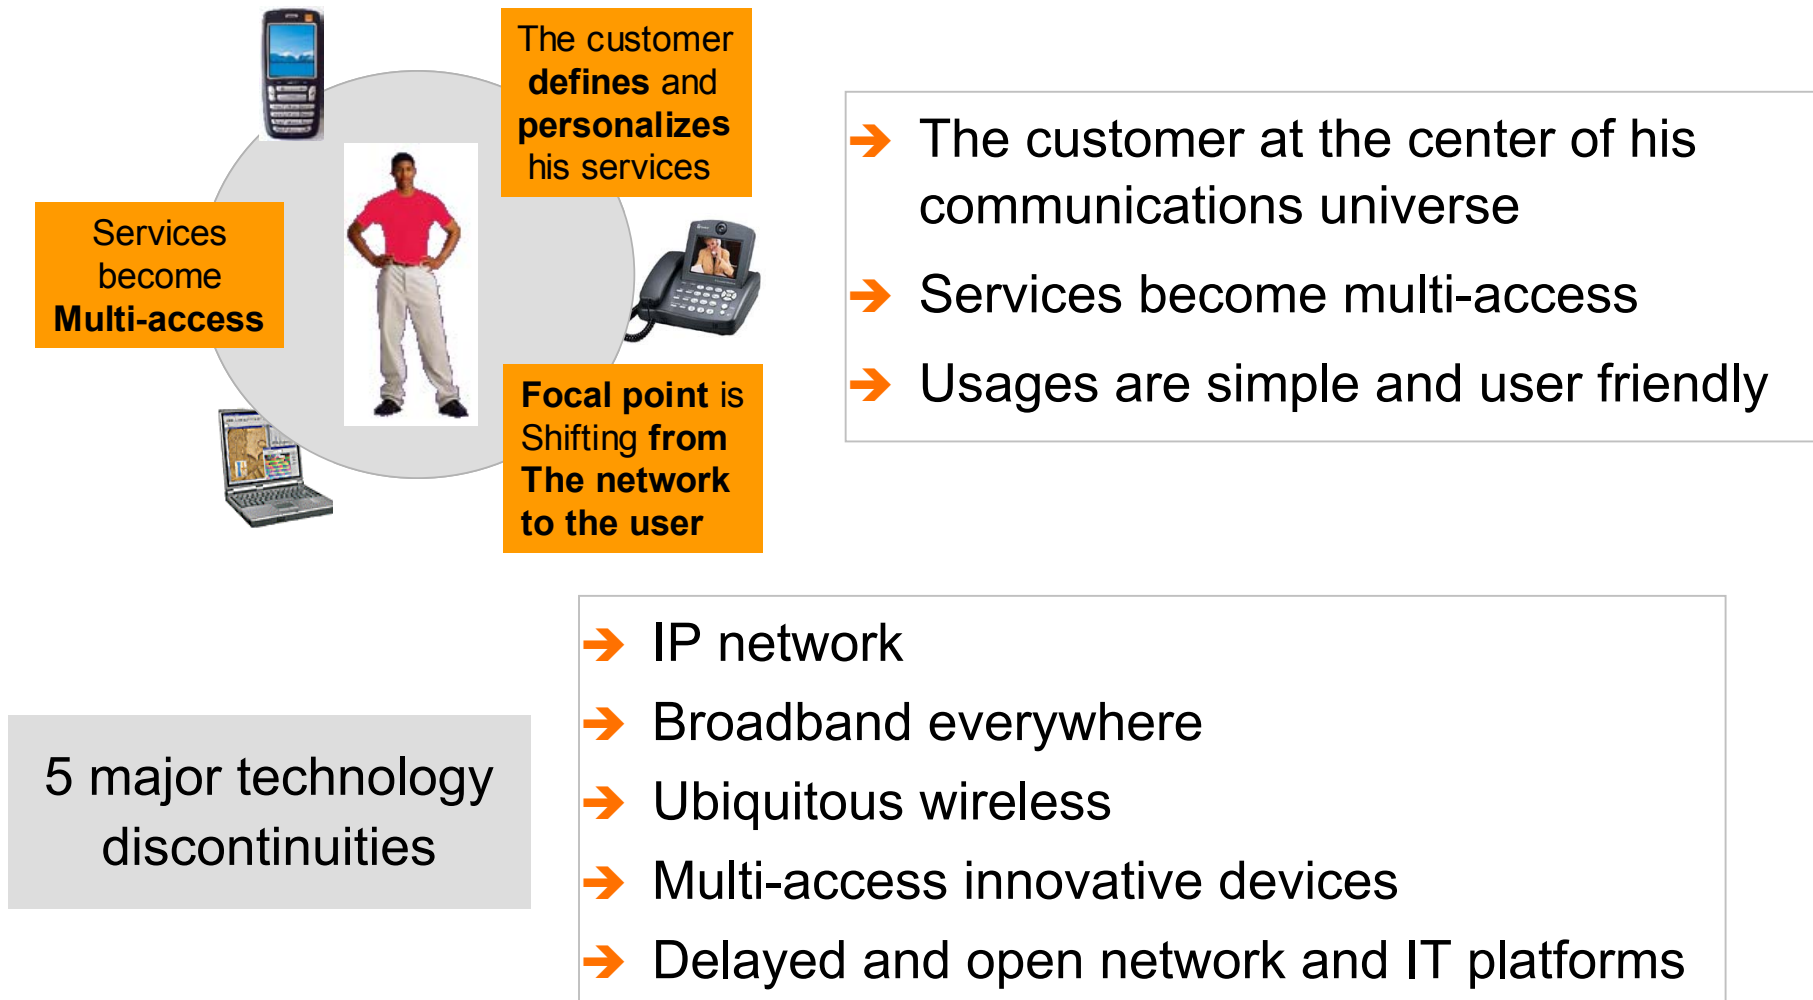 The customer
defines and
personalizes
his services
Services
become
Multi-access
Focal point is
Shifting from
The network
to the user
The customer at the center of his
communications universe
Services become multi-access
Usages are simple and user friendly
5 major technology
discontinuities
IP network
Broadband everywhere
Ubiquitous wireless
Multi-access innovative devices
Delayed and open network and IT platforms